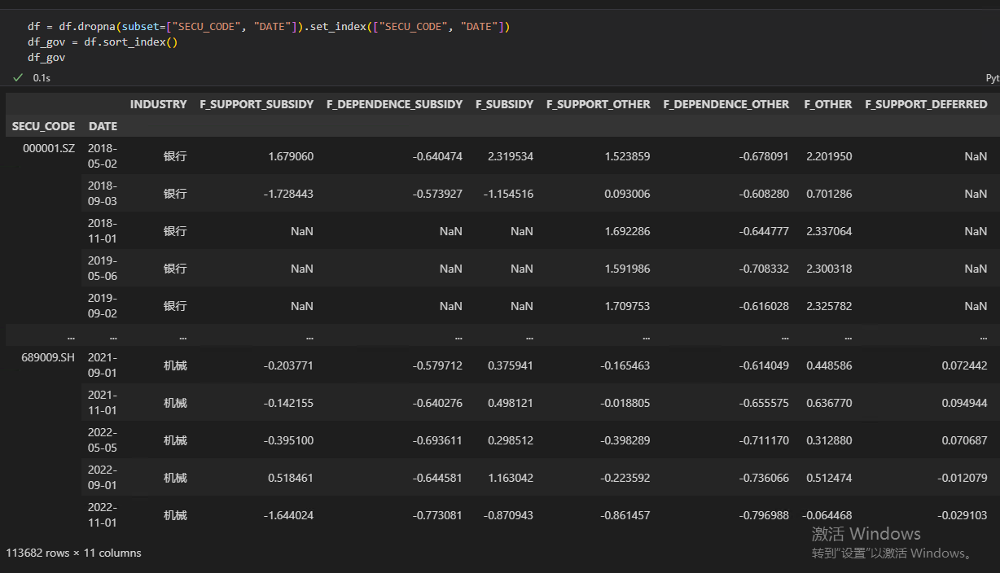 df = df.dropna(subset=["SECU_CODE", "DATE"]).set_index(["SECU_CODE", "DATE"])
df_gov = df.sort_index()
df_gov
0.1s
Pyt
INDUSTRY F_SUPPORT_SUBSIDY F_DEPENDENCE_SUBSIDY F_SUBSIDY F_SUPPORT_OTHER F_DEPENDENCE_OTHER F_OTHER F_SUPPORT_DEFERRED
SECU_CODE DATE
000001.SZ 2018-05-02 银行 1.679060 -0.640474 2.319534 1.523859 -0.678091 2.201950 NaN
2018-09-03 银行 -1.728443 -0.573927 -1.154516 0.093006 -0.608280 0.701286 NaN
2018-11-01 银行 NaN NaN NaN 1.692286 -0.644777 2.337064 NaN
2019-05-06 银行 NaN NaN NaN 1.591986 -0.708332 2.300318 NaN
2019-09-02 银行 NaN NaN NaN 1.709753 -0.616028 2.325782 NaN
... ... ... ... ... ... ... ... ... ...
689009.SH 2021-09-01 机械 -0.203771 -0.579712 0.375941 -0.165463 -0.614049 0.448586 0.072442
2021-11-01 机械 -0.142155 -0.640276 0.498121 -0.018805 -0.655575 0.636770 0.094944
2022-05-05 机械 -0.395100 -0.693611 0.298512 -0.398289 -0.711170 0.312880 0.070687
2022-09-01 机械 0.518461 -0.644581 1.163042 -0.223592 -0.736066 0.512474 -0.012079
2022-11-01 机械 -1.644024 -0.773081 -0.870943 -0.861457 -0.796988 -0.064468 -0.029103
激活 Windows
转到"设置"以激活 Windows。
113682 rows × 11 columns